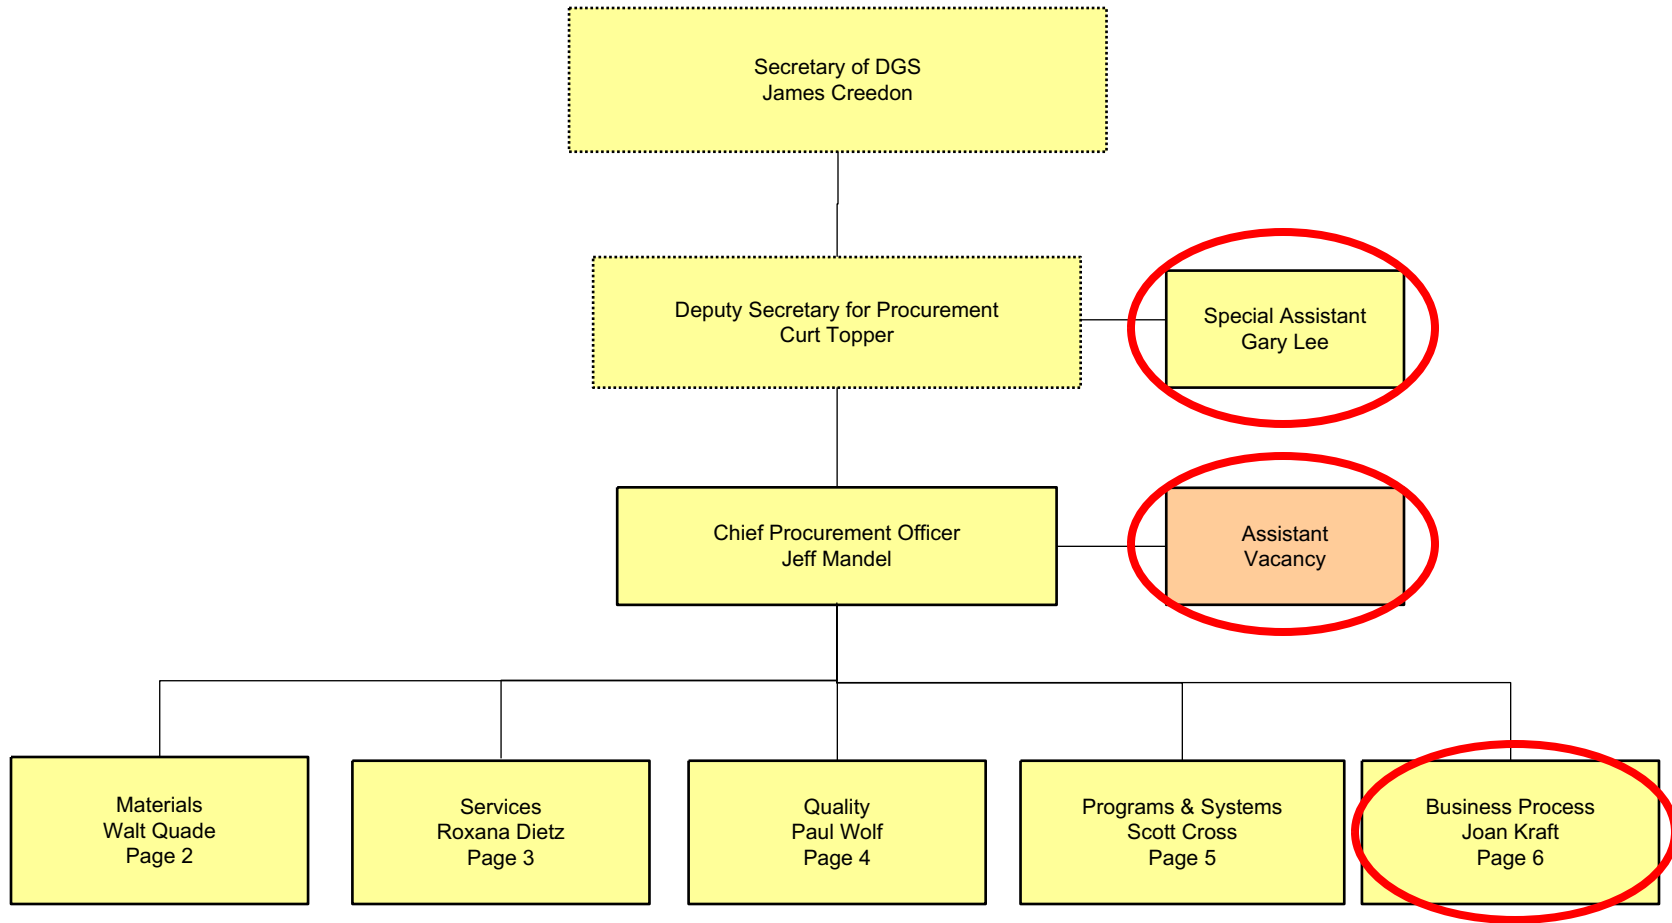 Secretary of DGS
James Creedon
Deputy Secretary for Procurement
Curt Topper
Special Assistant
Gary Lee
Chief Procurement Officer
Jeff Mandel
Assistant
Vacancy
Materials
Walt Quade
Page 2
Services
Roxana Dietz
Page 3
Quality
Paul Wolf
Page 4
Programs & Systems
Scott Cross
Page 5
Business Process
Joan Kraft
Page 6